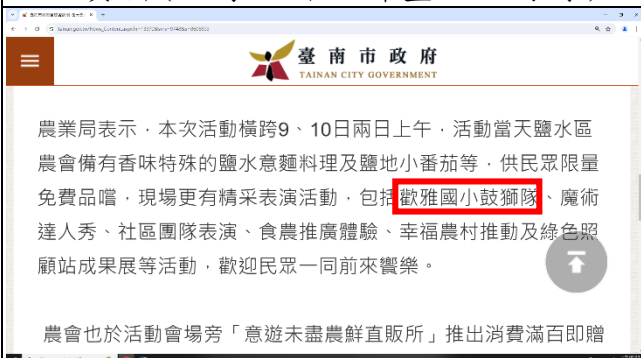 臺南市政府
TAINAN CITY GOVERNMENT
農業局表示，本次活動橫跨9、10日兩日上午，活動當天鹽水區
農會備有香味特殊的鹽水意麵料理及鹽地小番茄等，供民眾限量
免費品嚐，現場更有精采表演活動，包括歡雅國小鼓獅隊、魔術
達人秀、社區團隊表演、食農推廣體驗、幸福農村推動及綠色照
顧站成果展等活動，歡迎民眾一同前來饗樂。
農會也於活動會場旁「意遊未盡農鮮直販所」推出消費滿百即贈